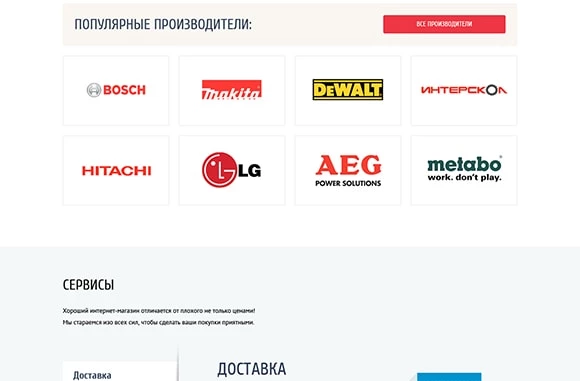 ПОПУЛЯРНЫЕ ПРОИЗВОДИТЕЛИ:
ВСЕ ПРОИЗВОДИТЕЛИ
BOSCH
makita
DEWALT
ИНТЕРСКОЛ
HITACHI
LG
AEG
POWER SOLUTIONS
metabo
work. don't play.
СЕРВИСЫ
Хороший интернет-магазин отличается от плохого не только ценами!
Мы стараемся изо всех сил, чтобы сделать ваши покупки приятными.
Доставка
ДОСТАВКА